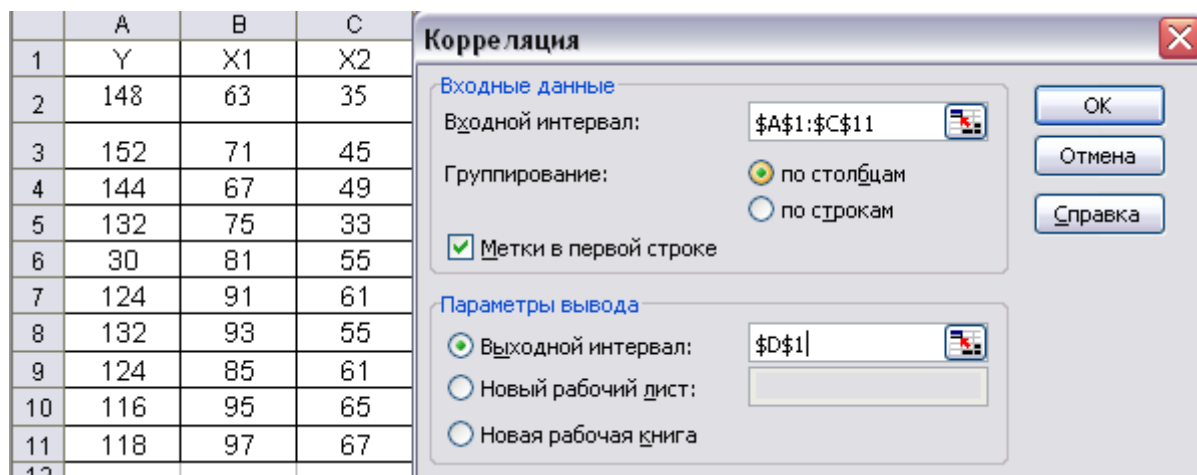 A B C
1 Y X1 X2
2 148 63 35
3 152 71 45
4 144 67 49
5 132 75 33
6 30 81 55
7 124 91 61
8 132 93 55
9 124 85 61
10 116 95 65
11 118 97 67
12
Корреляция
Входные данные
Входной интервал: $A$1:$C$11
Группирование: по столбцам
по строкам
Метки в первой строке
Параметры вывода
Выходной интервал: $D$1
Новый рабочий лист:
Новая рабочая книга
ОК
Отмена
Справка